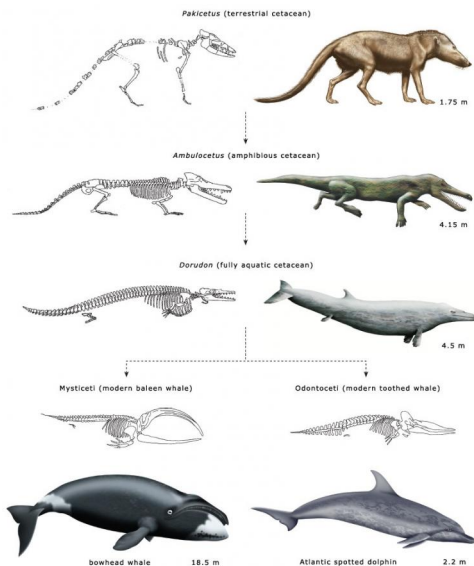 Pakicetus (terrestrial cetacean)
1.75 m
Ambulocetus (amphibious cetacean)
4.15 m
Dorudon (fully aquatic cetacean)
4.5 m
Mysticeti (modern baleen whale)
Odontoceti (modern toothed whale)
bowhead whale 18.5 m
Atlantic spotted dolphin 2.2 m